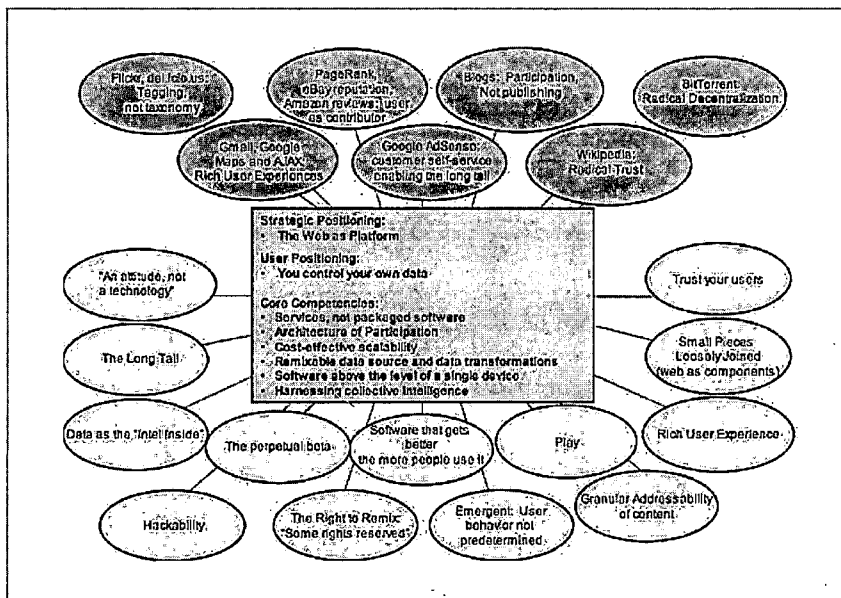 Flickr, del.icio.us:
Tagging,
not taxonomy
PageRank,
eBay reputation,
Amazon reviews: user
as contributor
Blogs: Participation,
Not publishing
BitTorrent:
Radical Decentralization
Gmail, Google
Maps and AJAX:
Rich User Experiences
Google AdSense:
customer self-service
enabling the long tail
Wikipedia:
Radical Trust
Strategic Positioning:
• The Web as Platform
User Positioning:
• You control your own data
Core Competencies:
• Services, not packaged software
• Architecture of Participation
• Cost-effective scalability
• Remixable data source and data transformations
• Software above the level of a single device
• Harnessing collective intelligence
"An attitude, not
a technology"
Trust your users
The Long Tail
Small Pieces
Loosely Joined
(web as components)
Data as the "Intel Inside"
The perpetual beta
Software that gets
better
the more people use it
Play
Rich User Experience
Hackability
The Right to Remix
"Some rights reserved"
Emergent: User
behavior not
predetermined
Granular Addressability
of content